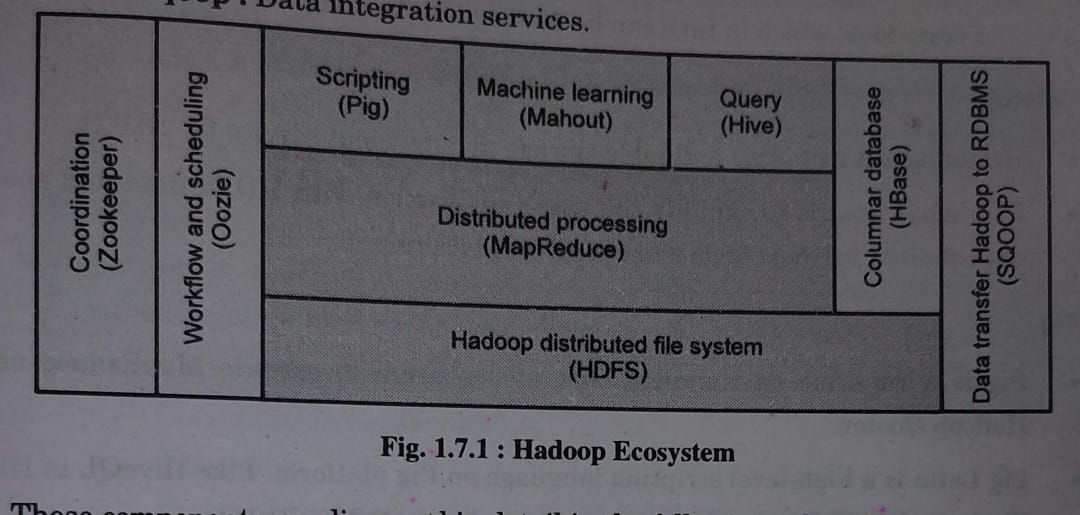 Data integration services.
Coordination
(Zookeeper)
Workflow and scheduling
(Oozie)
Scripting
(Pig)
Machine learning
(Mahout)
Query
(Hive)
Distributed processing
(MapReduce)
Hadoop distributed file system
(HDFS)
Columnar database
(HBase)
Data transfer Hadoop to RDBMS
(SQOOP)
Fig. 1.7.1 : Hadoop Ecosystem